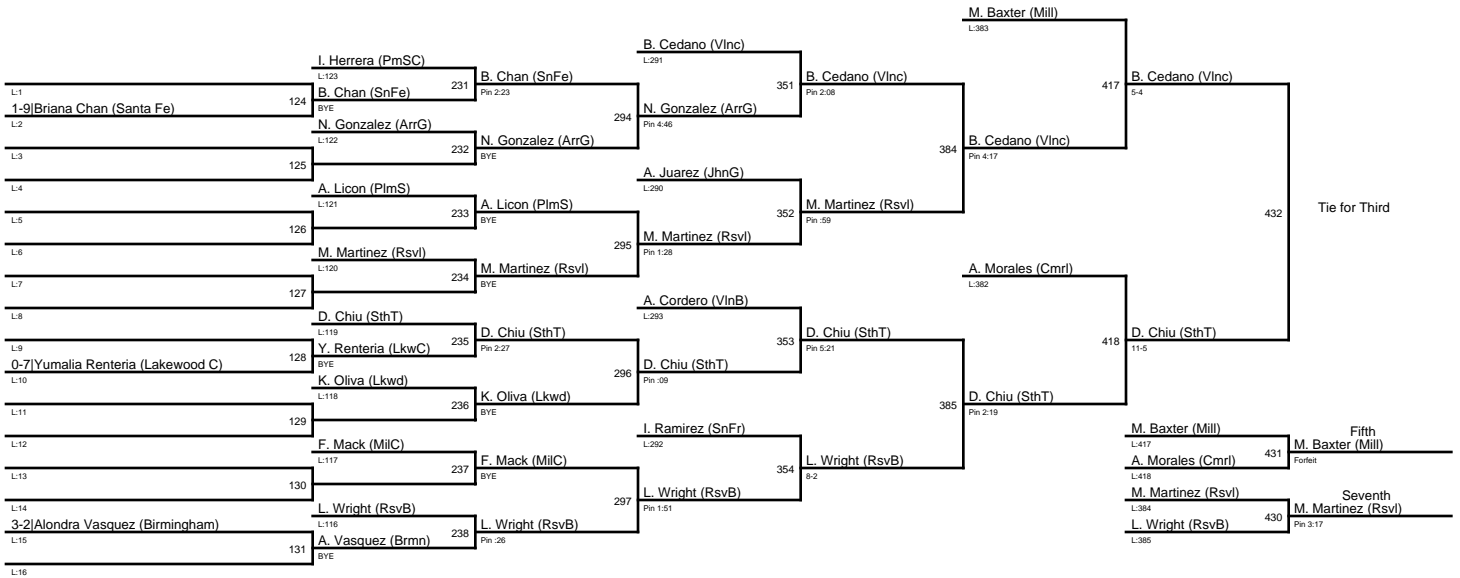 M. Baxter (Mill)
L:383
B. Cedano (Vlnc)
L:291
I. Herrera (PmSC)
L:123
B. Chan (SnFe)
Pin 2:23
B. Cedano (Vlnc)
Pin 2:08
B. Cedano (Vlnc)
5-4
L:1
231
351
417
B. Chan (SnFe)
BYE
124
1-9|Briana Chan (Santa Fe)
L:2
N. Gonzalez (ArrG)
Pin 4:46
294
N. Gonzalez (ArrG)
L:122
L:3
232
N. Gonzalez (ArrG)
BYE
384
B. Cedano (Vlnc)
Pin 4:17
125
L:4
A. Juarez (JhnG)
L:290
A. Licon (PlmS)
L:121
L:5
233
A. Licon (PlmS)
BYE
352
M. Martinez (Rsvl)
Pin :59
432
Tie for Third
126
L:6
295
M. Martinez (Rsvl)
Pin 1:28
M. Martinez (Rsvl)
L:120
L:7
234
M. Martinez (Rsvl)
BYE
A. Morales (Cmrl)
L:382
127
L:8
A. Cordero (VlnB)
L:293
D. Chiu (SthT)
L:119
L:9
235
D. Chiu (SthT)
Pin 2:27
353
D. Chiu (SthT)
Pin 5:21
418
D. Chiu (SthT)
11-5
128
Y. Renteria (LkwC)
BYE
0-7|Yumalia Renteria (Lakewood C)
L:10
296
D. Chiu (SthT)
Pin :09
K. Oliva (Lkwd)
L:118
L:11
236
K. Oliva (Lkwd)
BYE
385
D. Chiu (SthT)
Pin 2:19
129
L:12
I. Ramirez (SnFr)
L:292
M. Baxter (Mill)
L:417
Fifth
F. Mack (MilC)
L:117
431
M. Baxter (Mill)
Forfeit
L:13
237
F. Mack (MilC)
BYE
354
L. Wright (RsvB)
8-2
A. Morales (Cmrl)
L:418
130
L:14
297
L. Wright (RsvB)
Pin 1:51
M. Martinez (Rsvl)
L:384
Seventh
L. Wright (RsvB)
L:116
430
M. Martinez (Rsvl)
Pin 3:17
3-2|Alondra Vasquez (Birmingham)
L:15
238
L. Wright (RsvB)
Pin :26
L. Wright (RsvB)
L:385
131
A. Vasquez (Brmn)
BYE
L:16